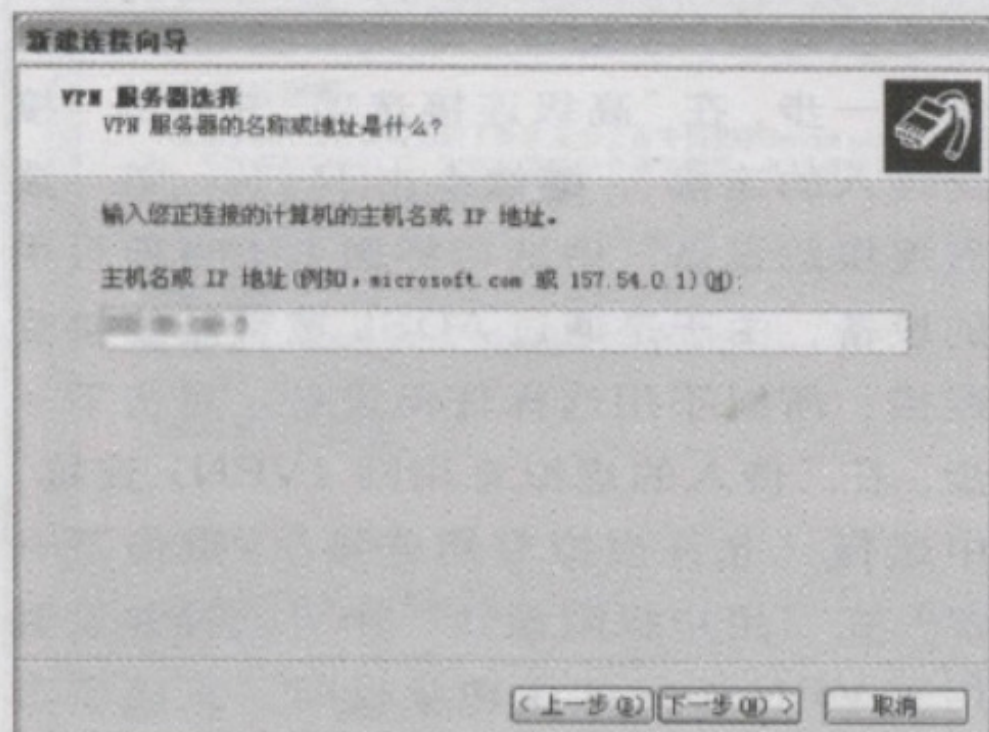 新建连接向导
VPN 服务器选择
VPN 服务器的名称或地址是什么?
输入您正连接的计算机的主机名或 IP 地址。
主机名或 IP 地址(例如,microsoft.com 或 157.54.0.1)(H):
< 上一步(B)
下一步(N) >
取消